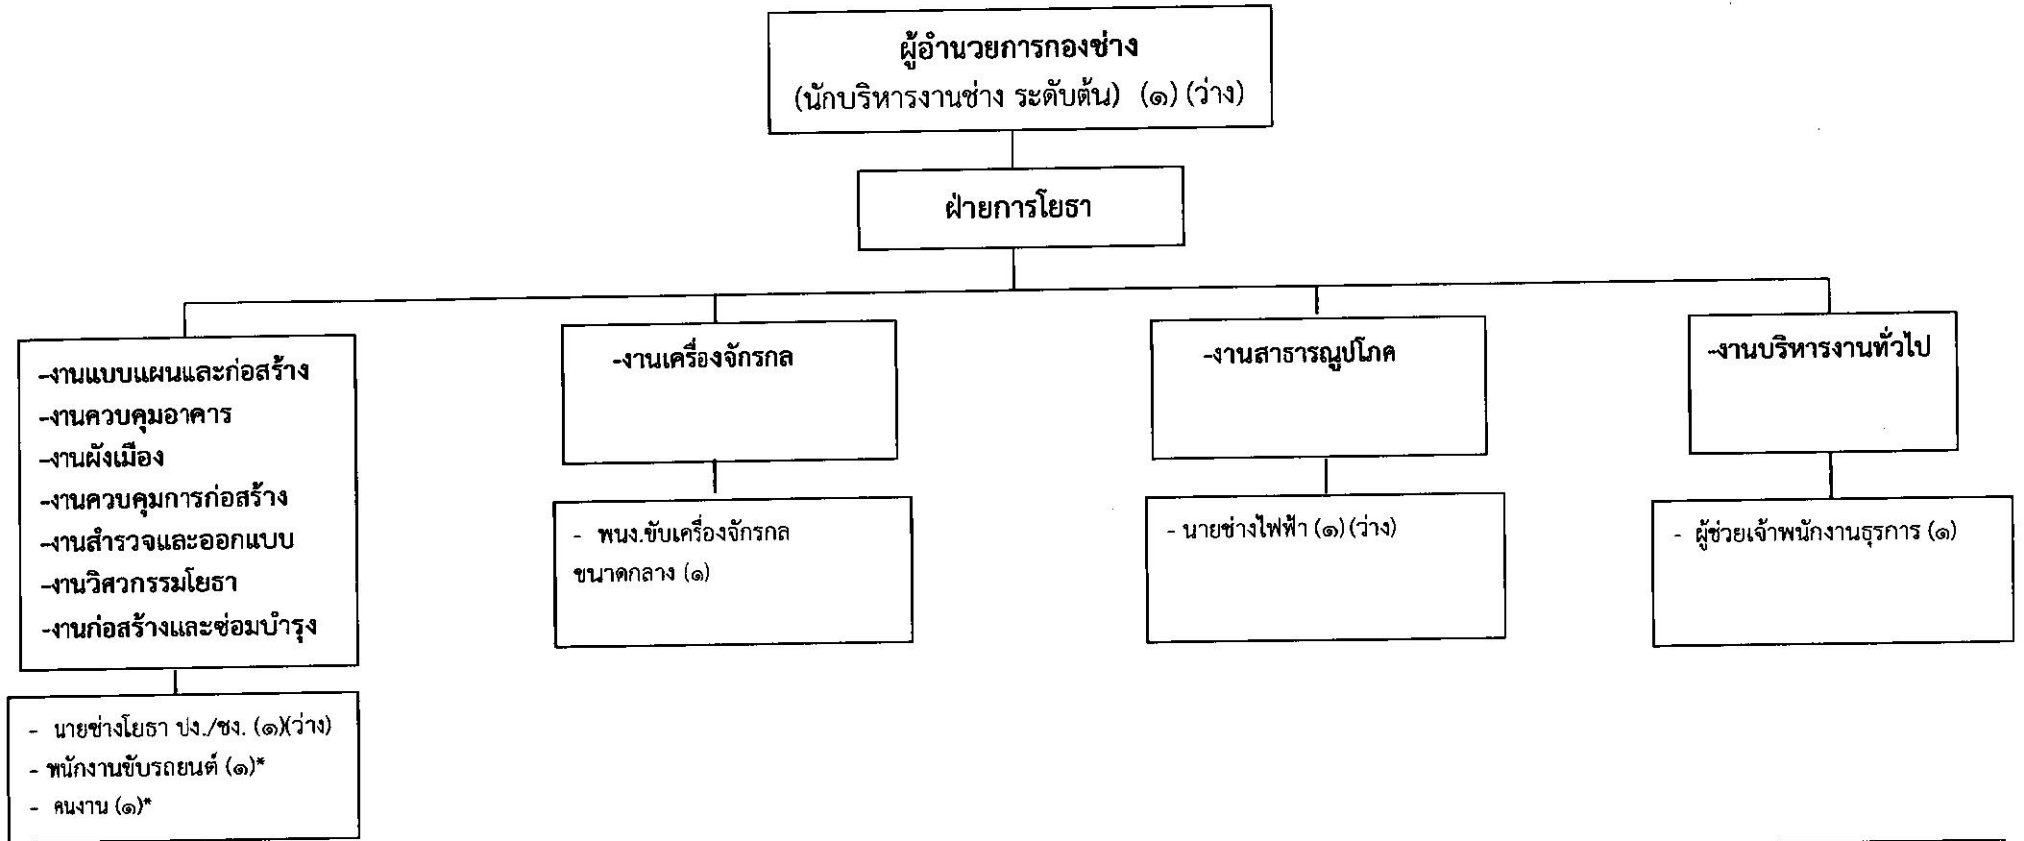 ผู้อำนวยการกองช่าง
(นักบริหารงานช่าง ระดับต้น) (๑) (ว่าง)
ฝ่ายการโยธา
-งานแบบแผนและก่อสร้าง
-งานควบคุมอาคาร
-งานผังเมือง
-งานควบคุมการก่อสร้าง
-งานสำรวจและออกแบบ
-งานวิศวกรรมโยธา
-งานก่อสร้างและซ่อมบำรุง
- นายช่างโยธา ปง./ชง. (๑)(ว่าง)
- พนักงานขับรถยนต์ (๑)*
- คนงาน (๑)*
-งานเครื่องจักรกล
- พนง.ขับเครื่องจักรกล
ขนาดกลาง (๑)
-งานสาธารณูปโภค
- นายช่างไฟฟ้า (๑) (ว่าง)
-งานบริหารงานทั่วไป
- ผู้ช่วยเจ้าพนักงานธุรการ (๑)